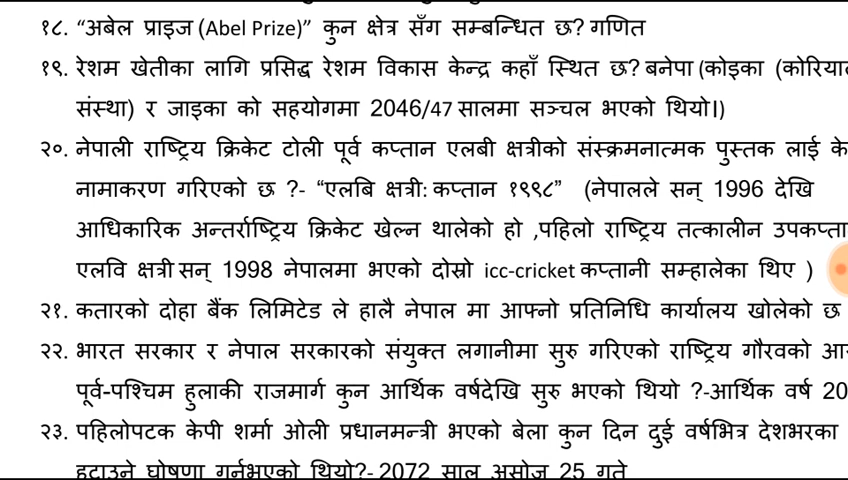 १८. “अबेल प्राइज (Abel Prize)” कुन क्षेत्र सँग सम्बन्धित छ? गणित
१९. रेशम खेतीका लागि प्रसिद्ध रेशम विकास केन्द्र कहाँ स्थित छ? बनेपा (कोइका (कोरिया
संस्था) र जाइका को सहयोगमा 2046/47 सालमा सञ्चल भएको थियो।)
२०. नेपाली राष्ट्रिय क्रिकेट टोली पूर्व कप्तान एलबी क्षत्रीको संस्क्रमनात्मक पुस्तक लाई के
नामाकरण गरिएको छ ?- “एलबि क्षत्री: कप्तान १९९८” (नेपालले सन् 1996 देखि
आधिकारिक अन्तर्राष्ट्रिय क्रिकेट खेल्न थालेको हो ,पहिलो राष्ट्रिय तत्कालीन उपकप्ता
एलवि क्षत्री सन् 1998 नेपालमा भएको दोस्रो icc-cricket कप्तानी सम्हालेका थिए )
२१. कतारको दोहा बैंक लिमिटेड ले हालै नेपाल मा आफ्नो प्रतिनिधि कार्यालय खोलेको छ
२२. भारत सरकार र नेपाल सरकारको संयुक्त लगानीमा सुरु गरिएको राष्ट्रिय गौरवको
पूर्व-पश्चिम हुलाकी राजमार्ग कुन आर्थिक वर्षदेखि सुरु भएको थियो ?-आर्थिक वर्ष 20
२३. पहिलोपटक केपी शर्मा ओली प्रधानमन्त्री भएको बेला कुन दिन दुई वर्षभित्र देशभरका
हटाउने घोषणा गर्नुभएको थियो?- 2072 साल असोज 25 गते